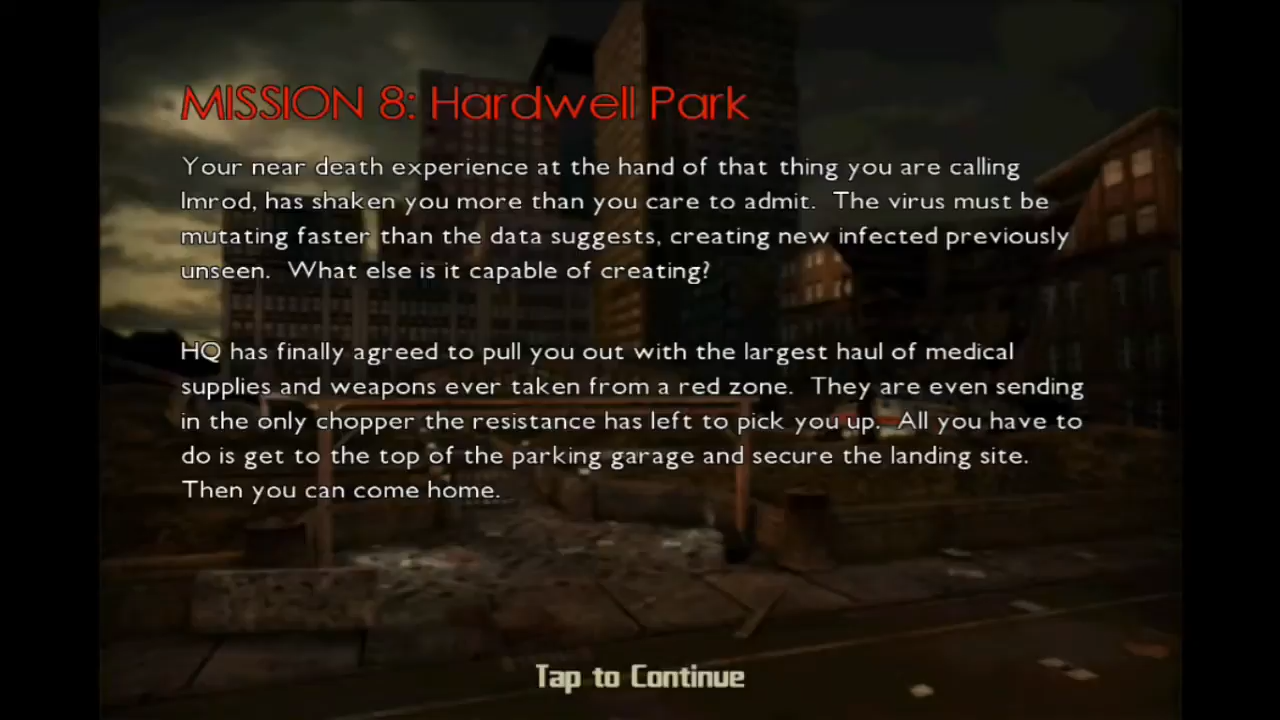 MISSION 8: Hardwell Park
Your near death experience at the hand of that thing you are calling
Imrod, has shaken you more than you care to admit.  The virus must be
mutating faster than the data suggests, creating new infected previously
unseen.  What else is it capable of creating?
HQ has finally agreed to pull you out with the largest haul of medical
supplies and weapons ever taken from a red zone.  They are even sending
in the only chopper the resistance has left to pick you up.  All you have to
do is get to the top of the parking garage and secure the landing site.
Then you can come home.
Tap to Continue